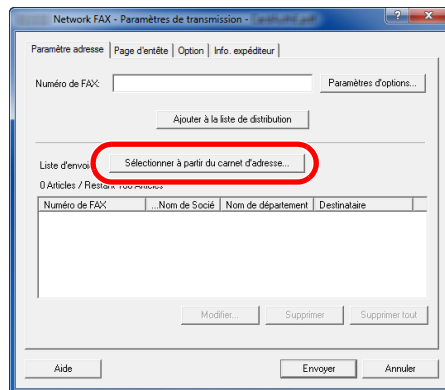 Network FAX - Paramètres de transmission -
Paramètre adresse Page d'entête Option Info. expéditeur
Numéro de FAX: Paramètres d'options...
Ajouter à la liste de distribution
Liste d'envoi Sélectionner à partir du carnet d'adresse...
0 Articles / Restant 100 Articles
Numéro de FAX ...Nom de Socié Nom de département Destinataire
Modifier... Supprimer Supprimer tout
Aide Envoyer Annuler